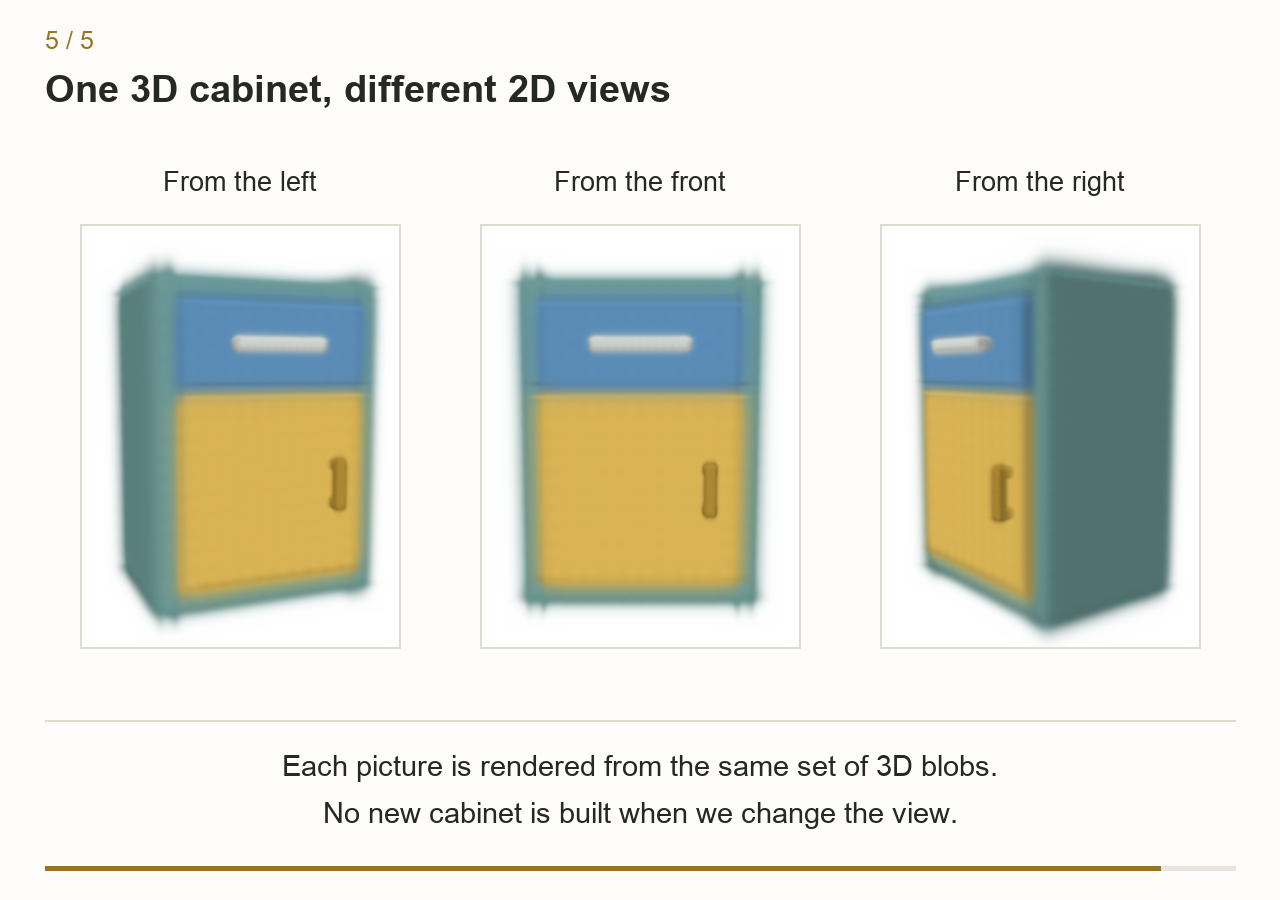 5 / 5
One 3D cabinet, different 2D views
From the left
From the front
From the right
Each picture is rendered from the same set of 3D blobs.
No new cabinet is built when we change the view.